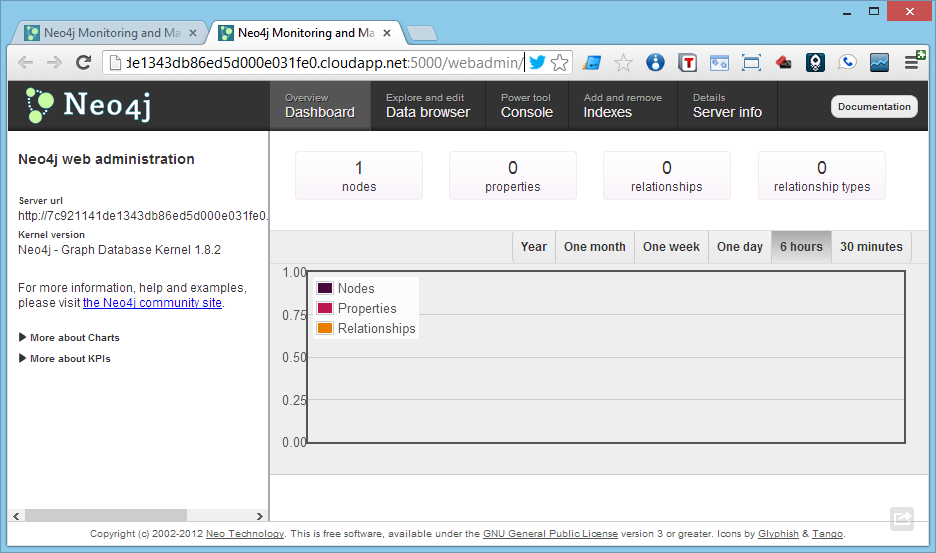 Neo4j Monitoring and Ma
Neo4j Monitoring and Ma
de1343db86ed5d000e031fe0.cloudapp.net:5000/webadmin/
Neo4j
Overview
Dashboard
Explore and edit
Data browser
Power tool
Console
Add and remove
Indexes
Details
Server info
Documentation
Neo4j web administration
Server url
http://7c921141de1343db86ed5d000e031fe0.
Kernel version
Neo4j - Graph Database Kernel 1.8.2
For more information, help and examples,
please visit the Neo4j community site.
More about Charts
More about KPIs
1
nodes
0
properties
0
relationships
0
relationship types
Year One month One week One day 6 hours 30 minutes
1.00
0.75
0.50
0.25
0.00
Nodes
Properties
Relationships
Copyright (c) 2002-2012 Neo Technology. This is free software, available under the GNU General Public License version 3 or greater. Icons by Glyphish & Tango.